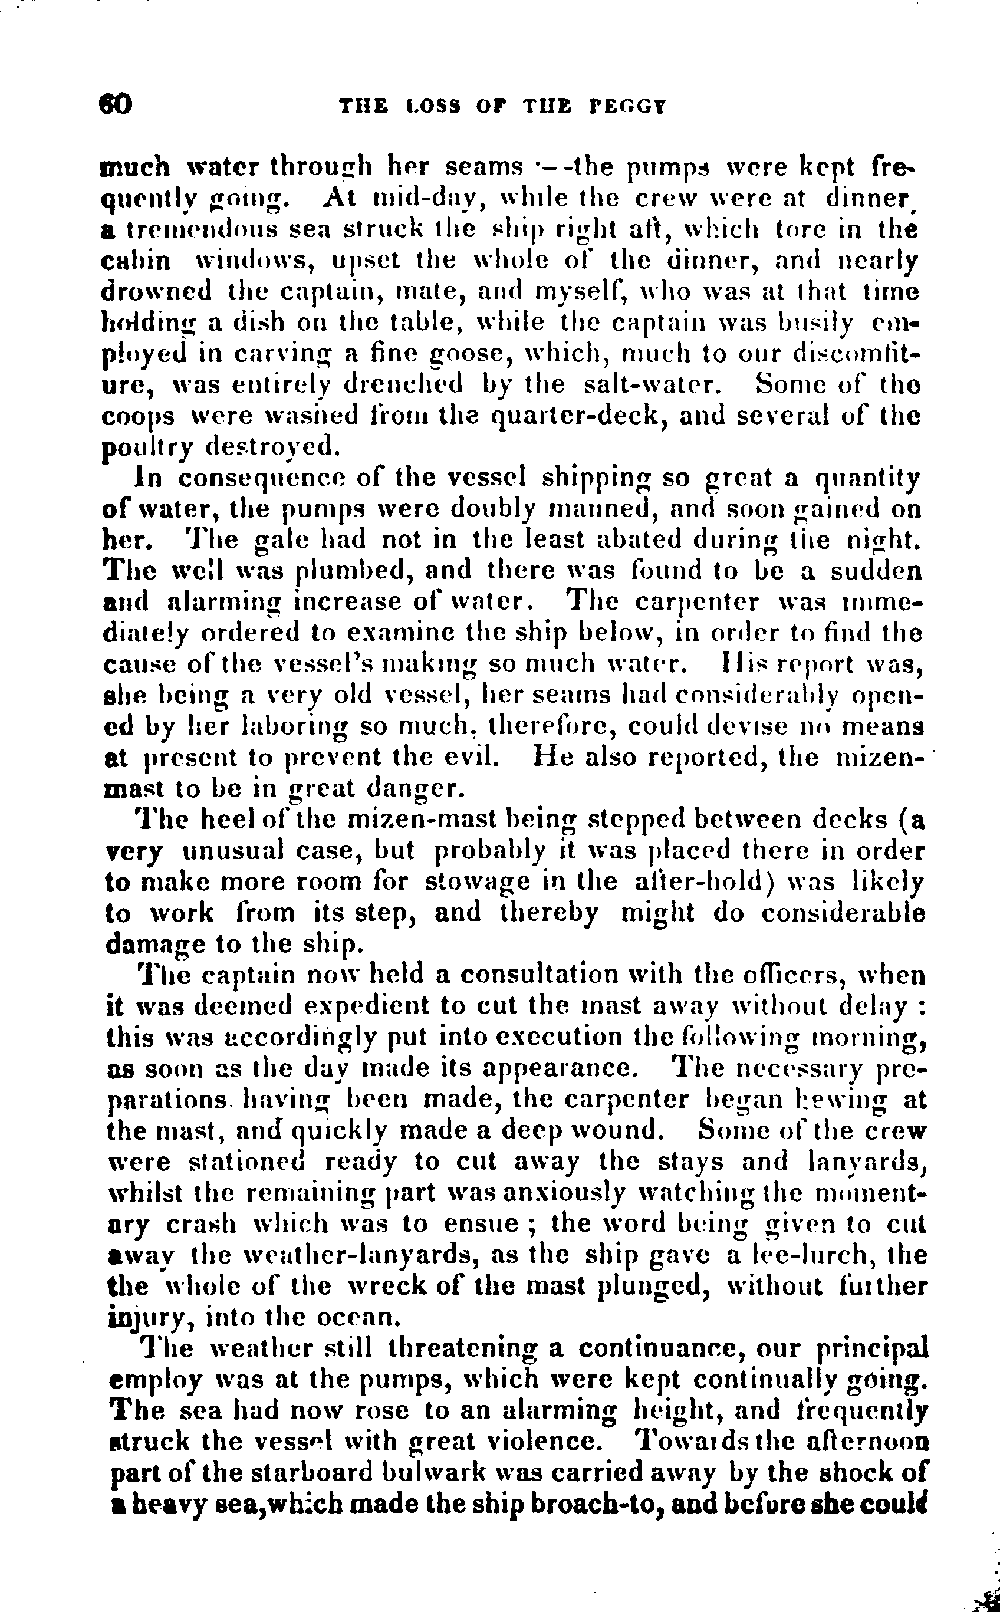 60 THE LOSS OF THE PEGGY
much water through her seams ·--the pumps were kept fre-
quently going. At mid-day, while the crew were at dinner,
a tremendous sea struck the ship right aft, which tore in the
cabin windows, upset the whole of the dinner, and nearly
drowned the captain, mate, and myself, who was at that time
holding a dish on the table, while the captain was busily em-
ployed in carving a fine goose, which, much to our discomfit-
ure, was entirely drenched by the salt-water. Some of the
coops were washed from the quarter-deck, and several of the
poultry destroyed.
In consequence of the vessel shipping so great a quantity
of water, the pumps were doubly manned, and soon gained on
her. The gale had not in the least abated during the night.
The well was plumbed, and there was found to be a sudden
and alarming increase of water. The carpenter was imme-
diately ordered to examine the ship below, in order to find the
cause of the vessel's making so much water. His report was,
she being a very old vessel, her seams had considerably open-
ed by her laboring so much, therefore, could devise no means
at present to prevent the evil. He also reported, the mizen-
mast to be in great danger.
The heel of the mizen-mast being stepped between decks (a
very unusual case, but probably it was placed there in order
to make more room for stowage in the after-hold) was likely
to work from its step, and thereby might do considerable
damage to the ship.
The captain now held a consultation with the officers, when
it was deemed expedient to cut the mast away without delay :
this was accordingly put into execution the following morning,
as soon as the day made its appearance. The necessary pre-
parations having been made, the carpenter began hewing at
the mast, and quickly made a deep wound. Some of the crew
were stationed ready to cut away the stays and lanyards,
whilst the remaining part was anxiously watching the moment-
ary crash which was to ensue ; the word being given to cut
away the weather-lanyards, as the ship gave a lee-lurch, the
the whole of the wreck of the mast plunged, without further
injury, into the ocean.
The weather still threatening a continuance, our principal
employ was at the pumps, which were kept continually going.
The sea had now rose to an alarming height, and frequently
struck the vessel with great violence. Towards the afternoon
part of the starboard bulwark was carried away by the shock of
a heavy sea,which made the ship broach-to, and before she could